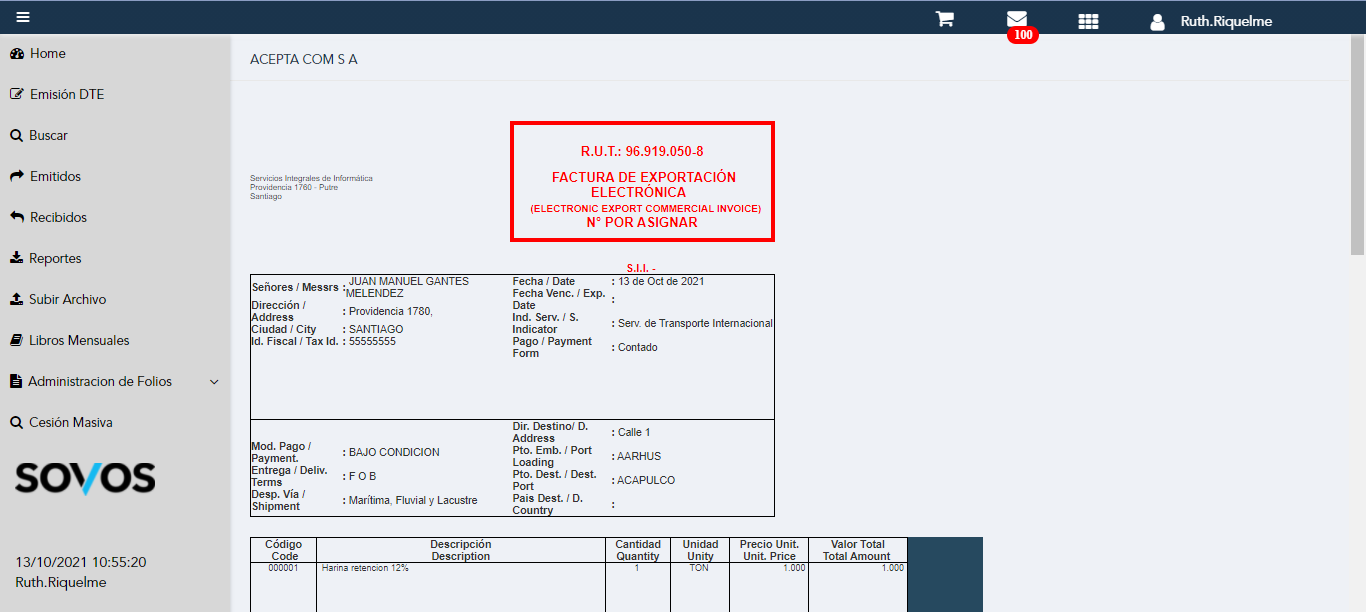 Ruth.Riquelme
100
Home
Emisión DTE
Buscar
Emitidos
Recibidos
Reportes
Subir Archivo
Libros Mensuales
Administracion de Folios
Cesión Masiva
SOVOS
13/10/2021 10:55:20
Ruth.Riquelme
ACEPTA COM S A
Servicios Integrales de Informática
Providencia 1760 - Putre
Santiago
R.U.T.: 96.919.050-8
FACTURA DE EXPORTACIÓN
ELECTRÓNICA
(ELECTRONIC EXPORT COMMERCIAL INVOICE)
N° POR ASIGNAR
S.I.I. -
Señores / Messrs : JUAN MANUEL GANTES
MELENDEZ
Dirección /
Address : Providencia 1780,
Ciudad / City : SANTIAGO
Id. Fiscal / Tax Id. : 55555555
Fecha / Date : 13 de Oct de 2021
Fecha Venc. / Exp.
Date :
Ind. Serv. / S.
Indicator : Serv. de Transporte Internacional
Pago / Payment
Form : Contado
Mod. Pago /
Payment. : BAJO CONDICION
Entrega / Deliv.
Terms : F O B
Desp. Vía /
Shipment : Marítima, Fluvial y Lacustre
Dir. Destino/ D.
Address : Calle 1
Pto. Emb. / Port
Loading : AARHUS
Pto. Dest. / Dest.
Port : ACAPULCO
Pais Dest. / D.
Country :
Código Descripción Cantidad Unidad Precio Unit. Valor Total
Code Description Quantity Unity Unit. Price Total Amount
000001 Harina retencion 12% 1 TON 1.000 1.000